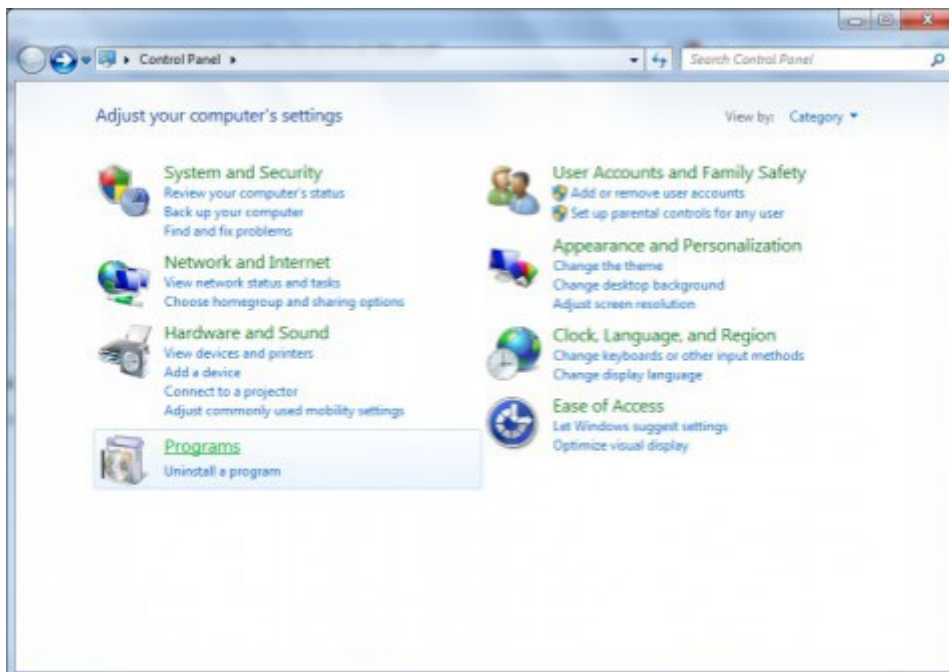 Control Panel
Search Control Panel
Adjust your computer's settings
View by: Category
System and Security
Review your computer's status
Back up your computer
Find and fix problems
Network and Internet
View network status and tasks
Choose homegroup and sharing options
Hardware and Sound
View devices and printers
Add a device
Connect to a projector
Adjust commonly used mobility settings
Programs
Uninstall a program
User Accounts and Family Safety
Add or remove user accounts
Set up parental controls for any user
Appearance and Personalization
Change the theme
Change desktop background
Adjust screen resolution
Clock, Language, and Region
Change keyboards or other input methods
Change display language
Ease of Access
Let Windows suggest settings
Optimize visual display